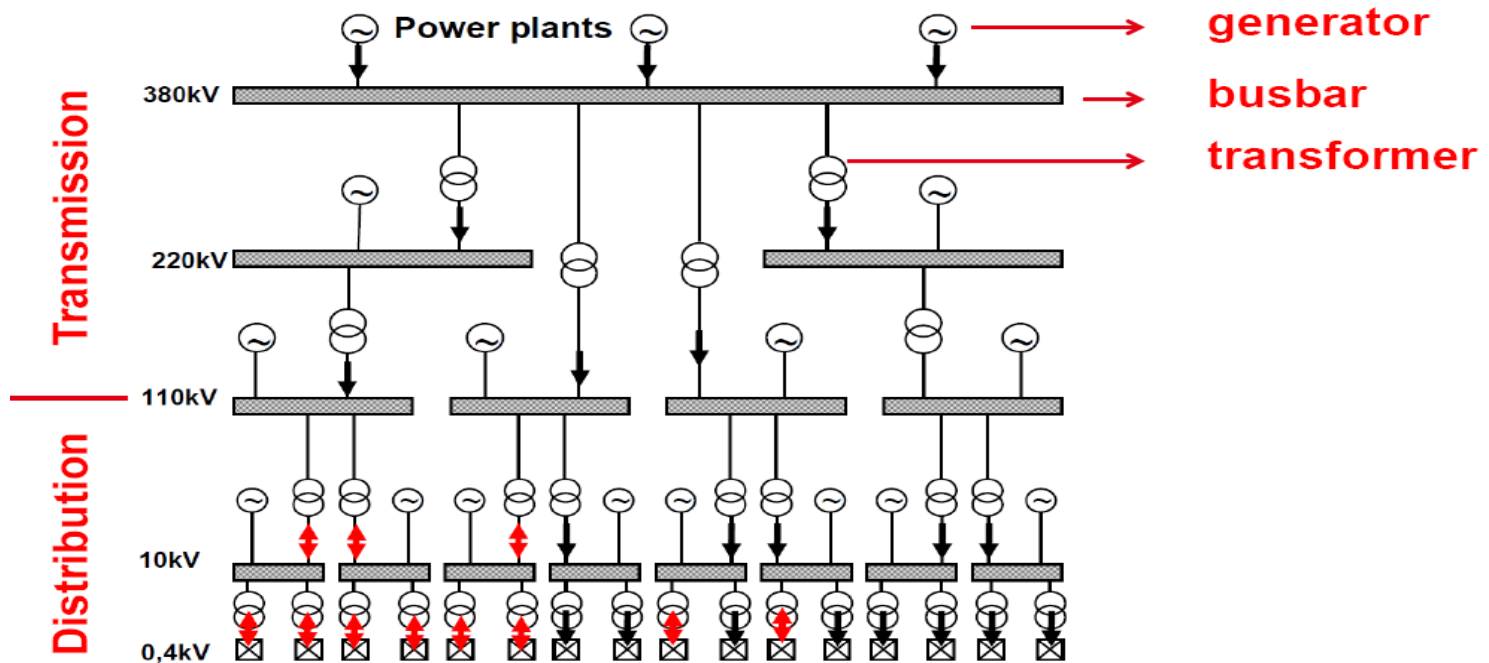 Power plants
generator
380kV
busbar
transformer
Transmission
220kV
110kV
Distribution
10kV
0,4kV